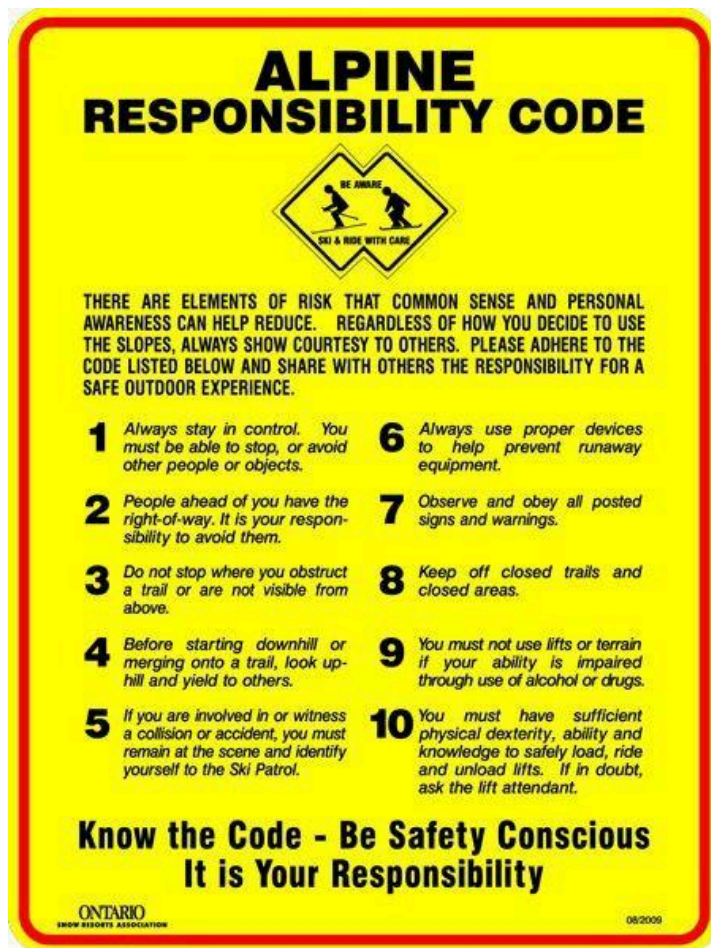 ALPINE
RESPONSIBILITY CODE
BE AWARE
SKI & RIDE WITH CARE
THERE ARE ELEMENTS OF RISK THAT COMMON SENSE AND PERSONAL
AWARENESS CAN HELP REDUCE. REGARDLESS OF HOW YOU DECIDE TO USE
THE SLOPES, ALWAYS SHOW COURTESY TO OTHERS. PLEASE ADHERE TO THE
CODE LISTED BELOW AND SHARE WITH OTHERS THE RESPONSIBILITY FOR A
SAFE OUTDOOR EXPERIENCE.
1 Always stay in control. You
must be able to stop, or avoid
other people or objects.
2 People ahead of you have the
right-of-way. It is your respon-
sibility to avoid them.
3 Do not stop where you obstruct
a trail or are not visible from
above.
4 Before starting downhill or
merging onto a trail, look up-
hill and yield to others.
5 If you are involved in or witness
a collision or accident, you must
remain at the scene and identify
yourself to the Ski Patrol.
6 Always use proper devices
to help prevent runaway
equipment.
7 Observe and obey all posted
signs and warnings.
8 Keep off closed trails and
closed areas.
9 You must not use lifts or terrain
if your ability is impaired
through use of alcohol or drugs.
10 You must have sufficient
physical dexterity, ability and
knowledge to safely load, ride
and unload lifts. If in doubt,
ask the lift attendant.
Know the Code - Be Safety Conscious
It is Your Responsibility
ONTARIO
SNOW RESORTS ASSOCIATION
08/2009